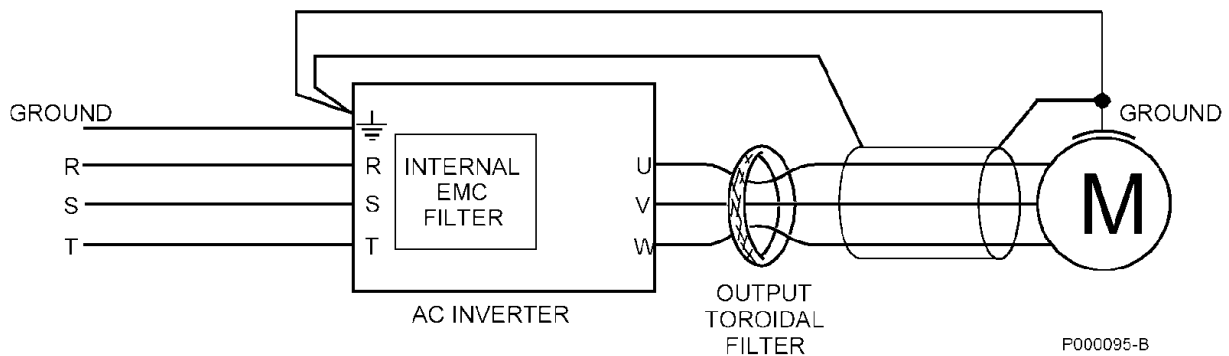 GROUND
R
S
T
R
S
T
INTERNAL
EMC
FILTER
U
V
W
AC INVERTER
OUTPUT
TOROIDAL
FILTER
GROUND
M
P000095-B